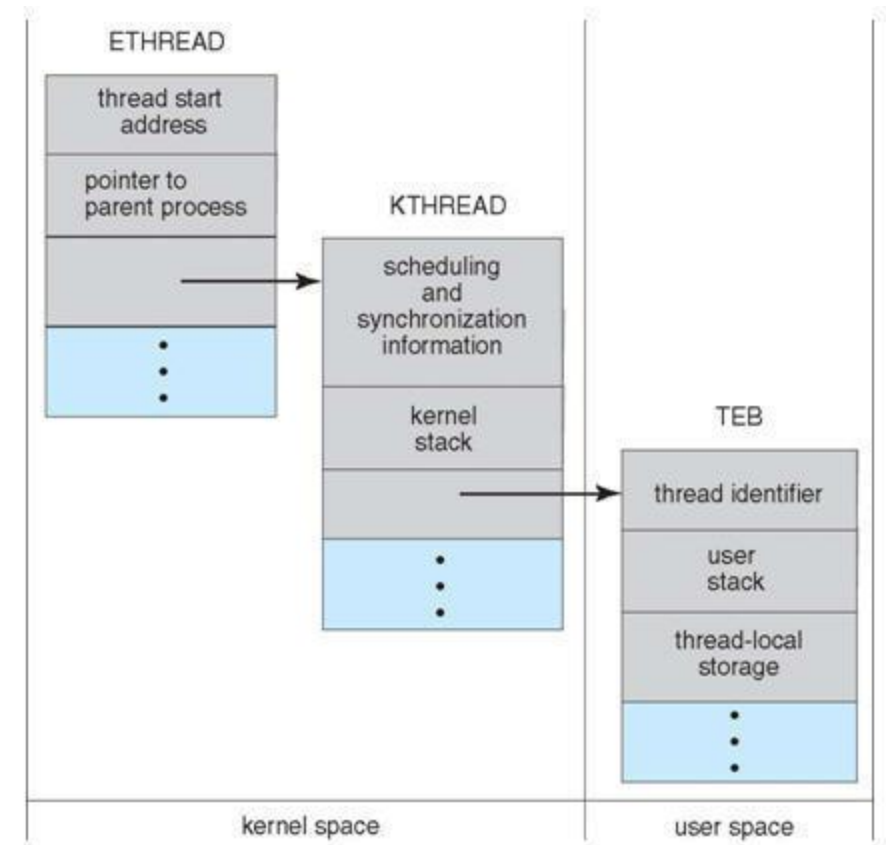 ETHREAD
thread start
address
pointer to
parent process
KTHREAD
scheduling
and
synchronization
information
kernel
stack
TEB
thread identifier
user
stack
thread-local
storage
kernel space
user space